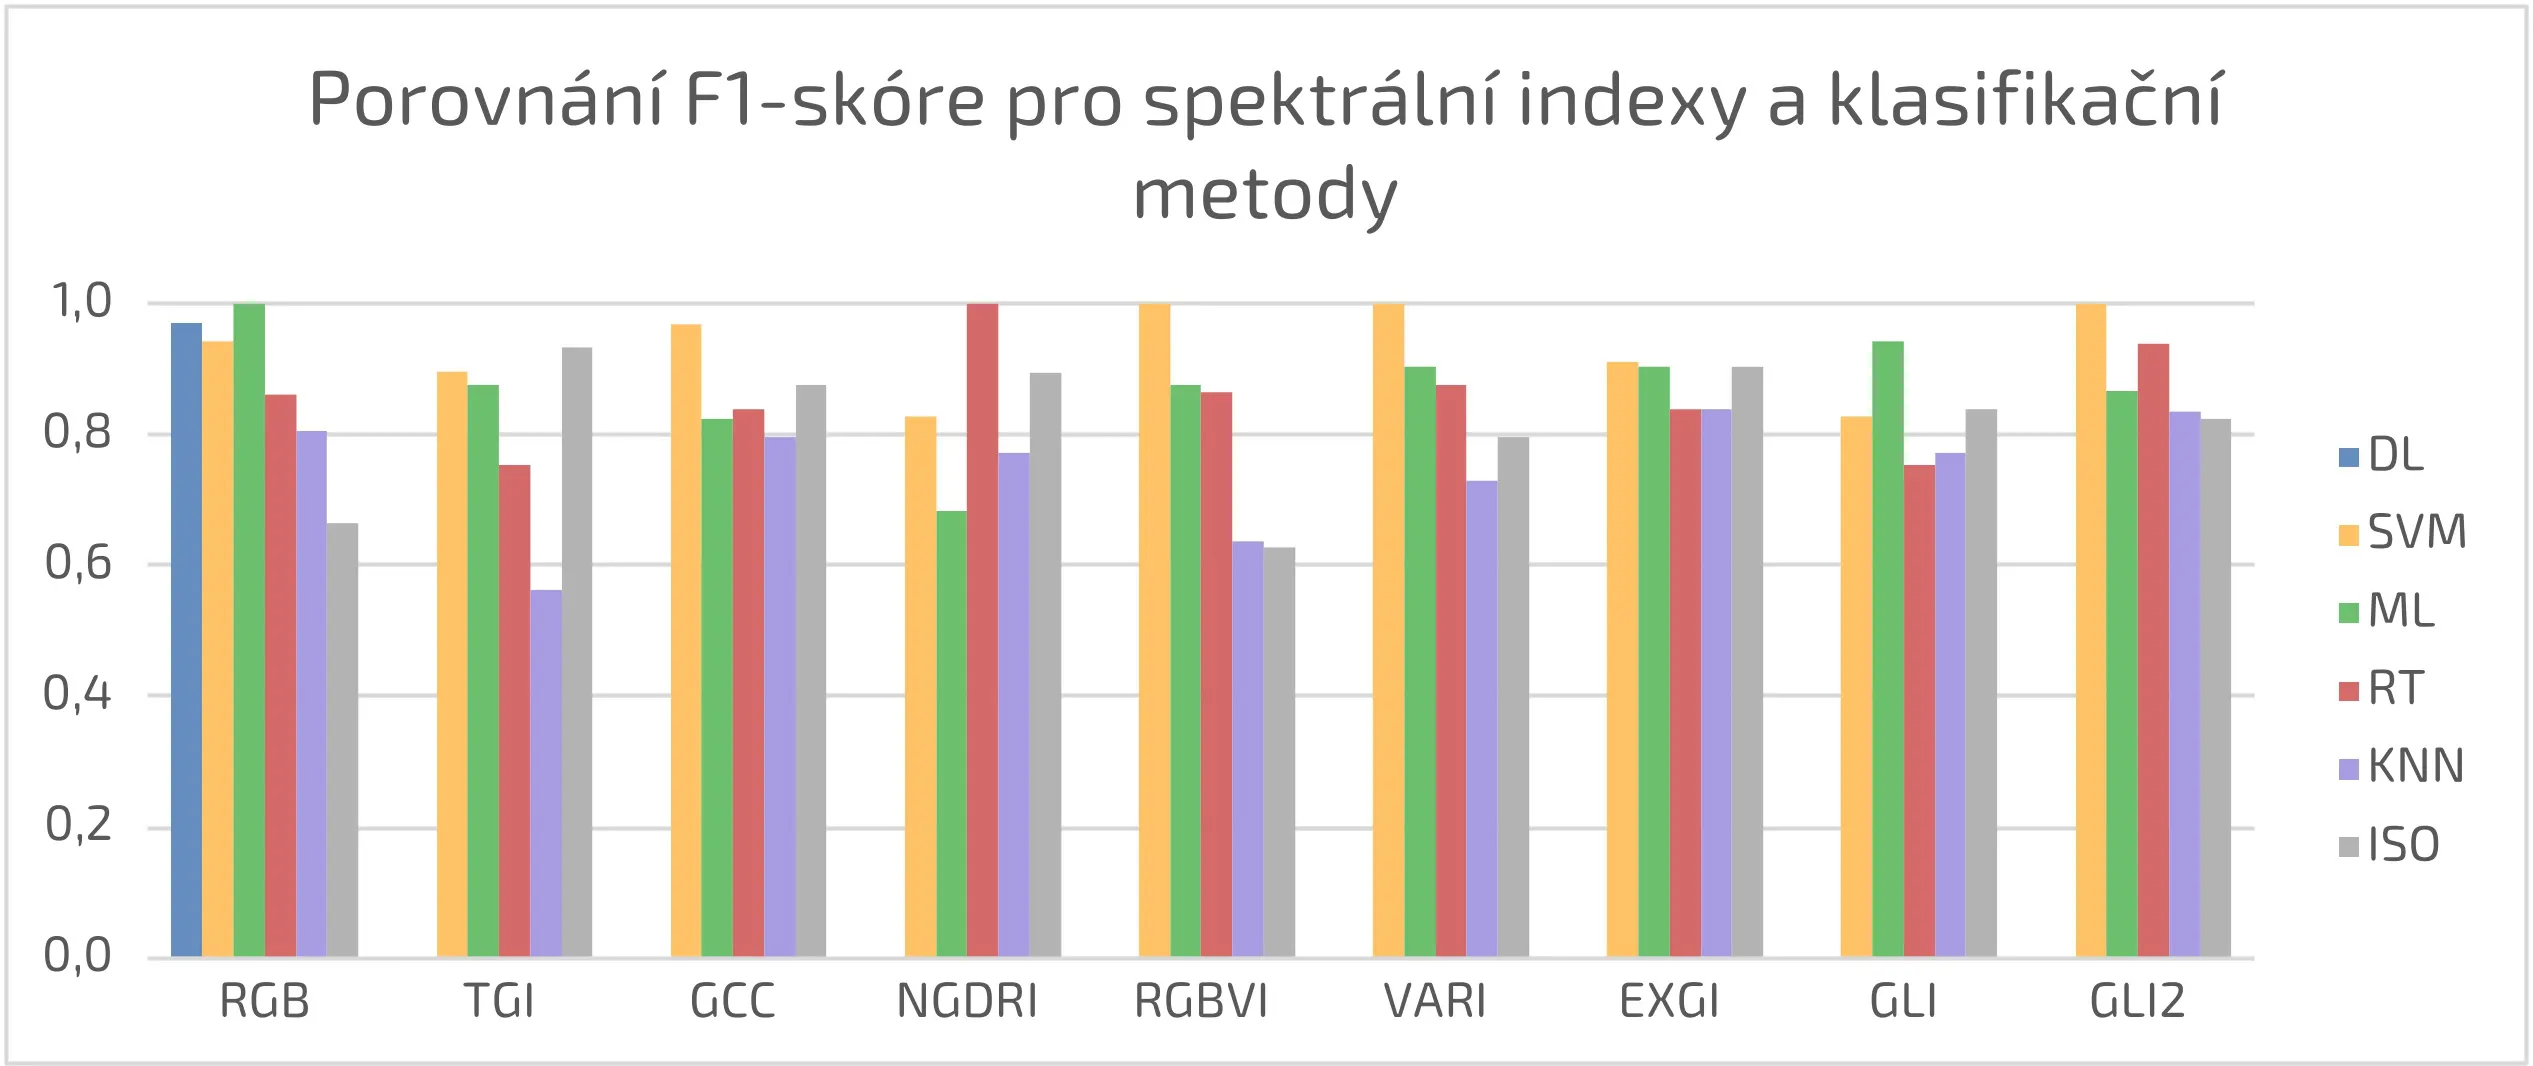 Porovnání F1-skóre pro spektrální indexy a klasifikační
metody
1,0
0,8
0,6
0,4
0,2
0,0
RGB TGI GCC NGDRI RGBVI VARI EXGI GLI GLI2
DL
SVM
ML
RT
KNN
ISO